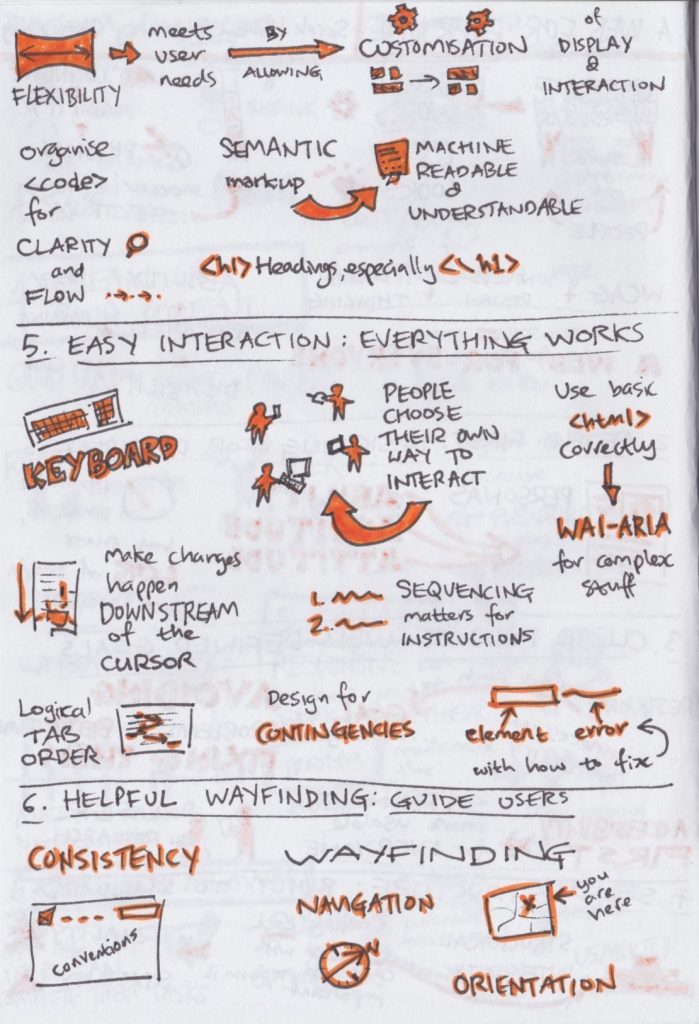 FLEXIBILITY
meets
user
needs
BY
ALLOWING
CUSTOMISATION
of
DISPLAY
&
INTERACTION
organise
<code>
for
CLARITY
and
FLOW
SEMANTIC
markup
MACHINE
READABLE
&
UNDERSTANDABLE
<h1> Headings, especially <\h1>
5. EASY INTERACTION: EVERYTHING WORKS
KEYBOARD
PEOPLE
CHOOSE
THEIR OWN
WAY TO
INTERACT
Use basic
<html>
correctly
WAI-ARIA
for complex
stuff
make changes
happen
DOWNSTREAM
of the
CURSOR
1.
2.
SEQUENCING
matters for
INSTRUCTIONS
Logical
TAB
ORDER
Design for
CONTINGENCIES
element error
with how to fix
6. HELPFUL WAYFINDING: GUIDE USERS
CONSISTENCY
conventions
WAYFINDING
NAVIGATION
N
x
you
are
here
ORIENTATION